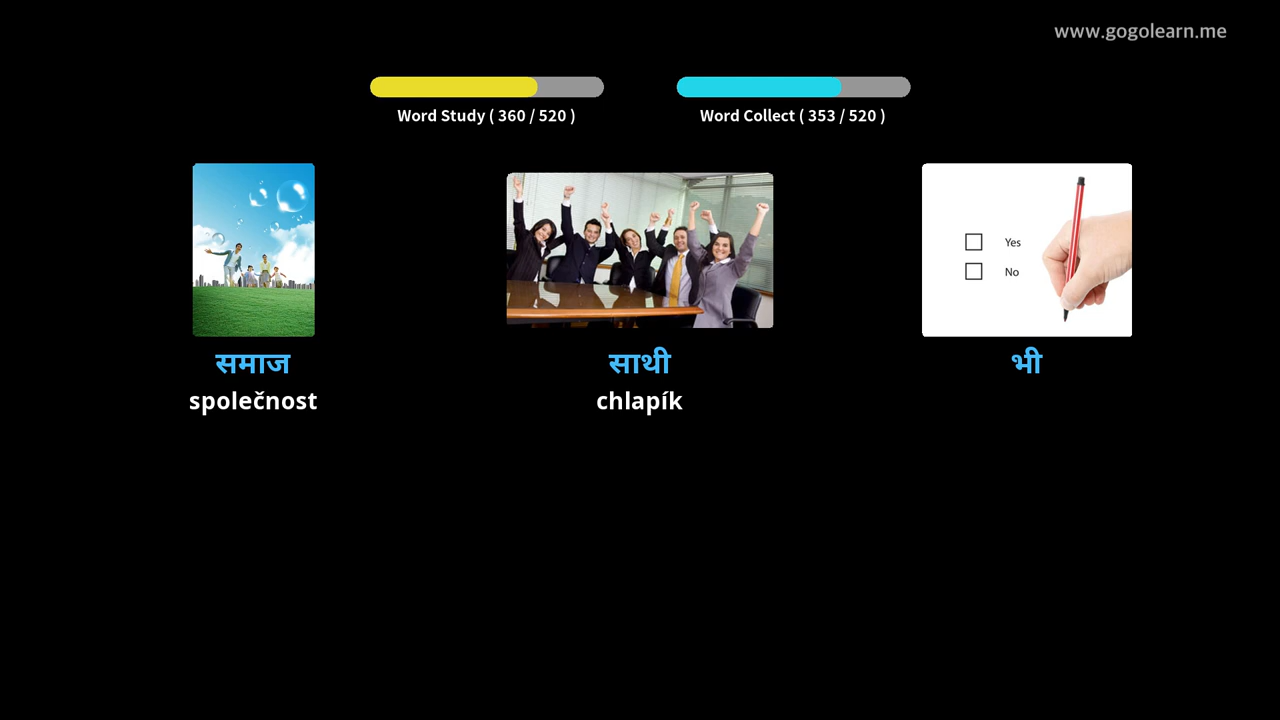 www.gogolearn.me
Word Study ( 360 / 520 )
Word Collect ( 353 / 520 )
Yes
No
समाज
साथी
भी
společnost
chlapík